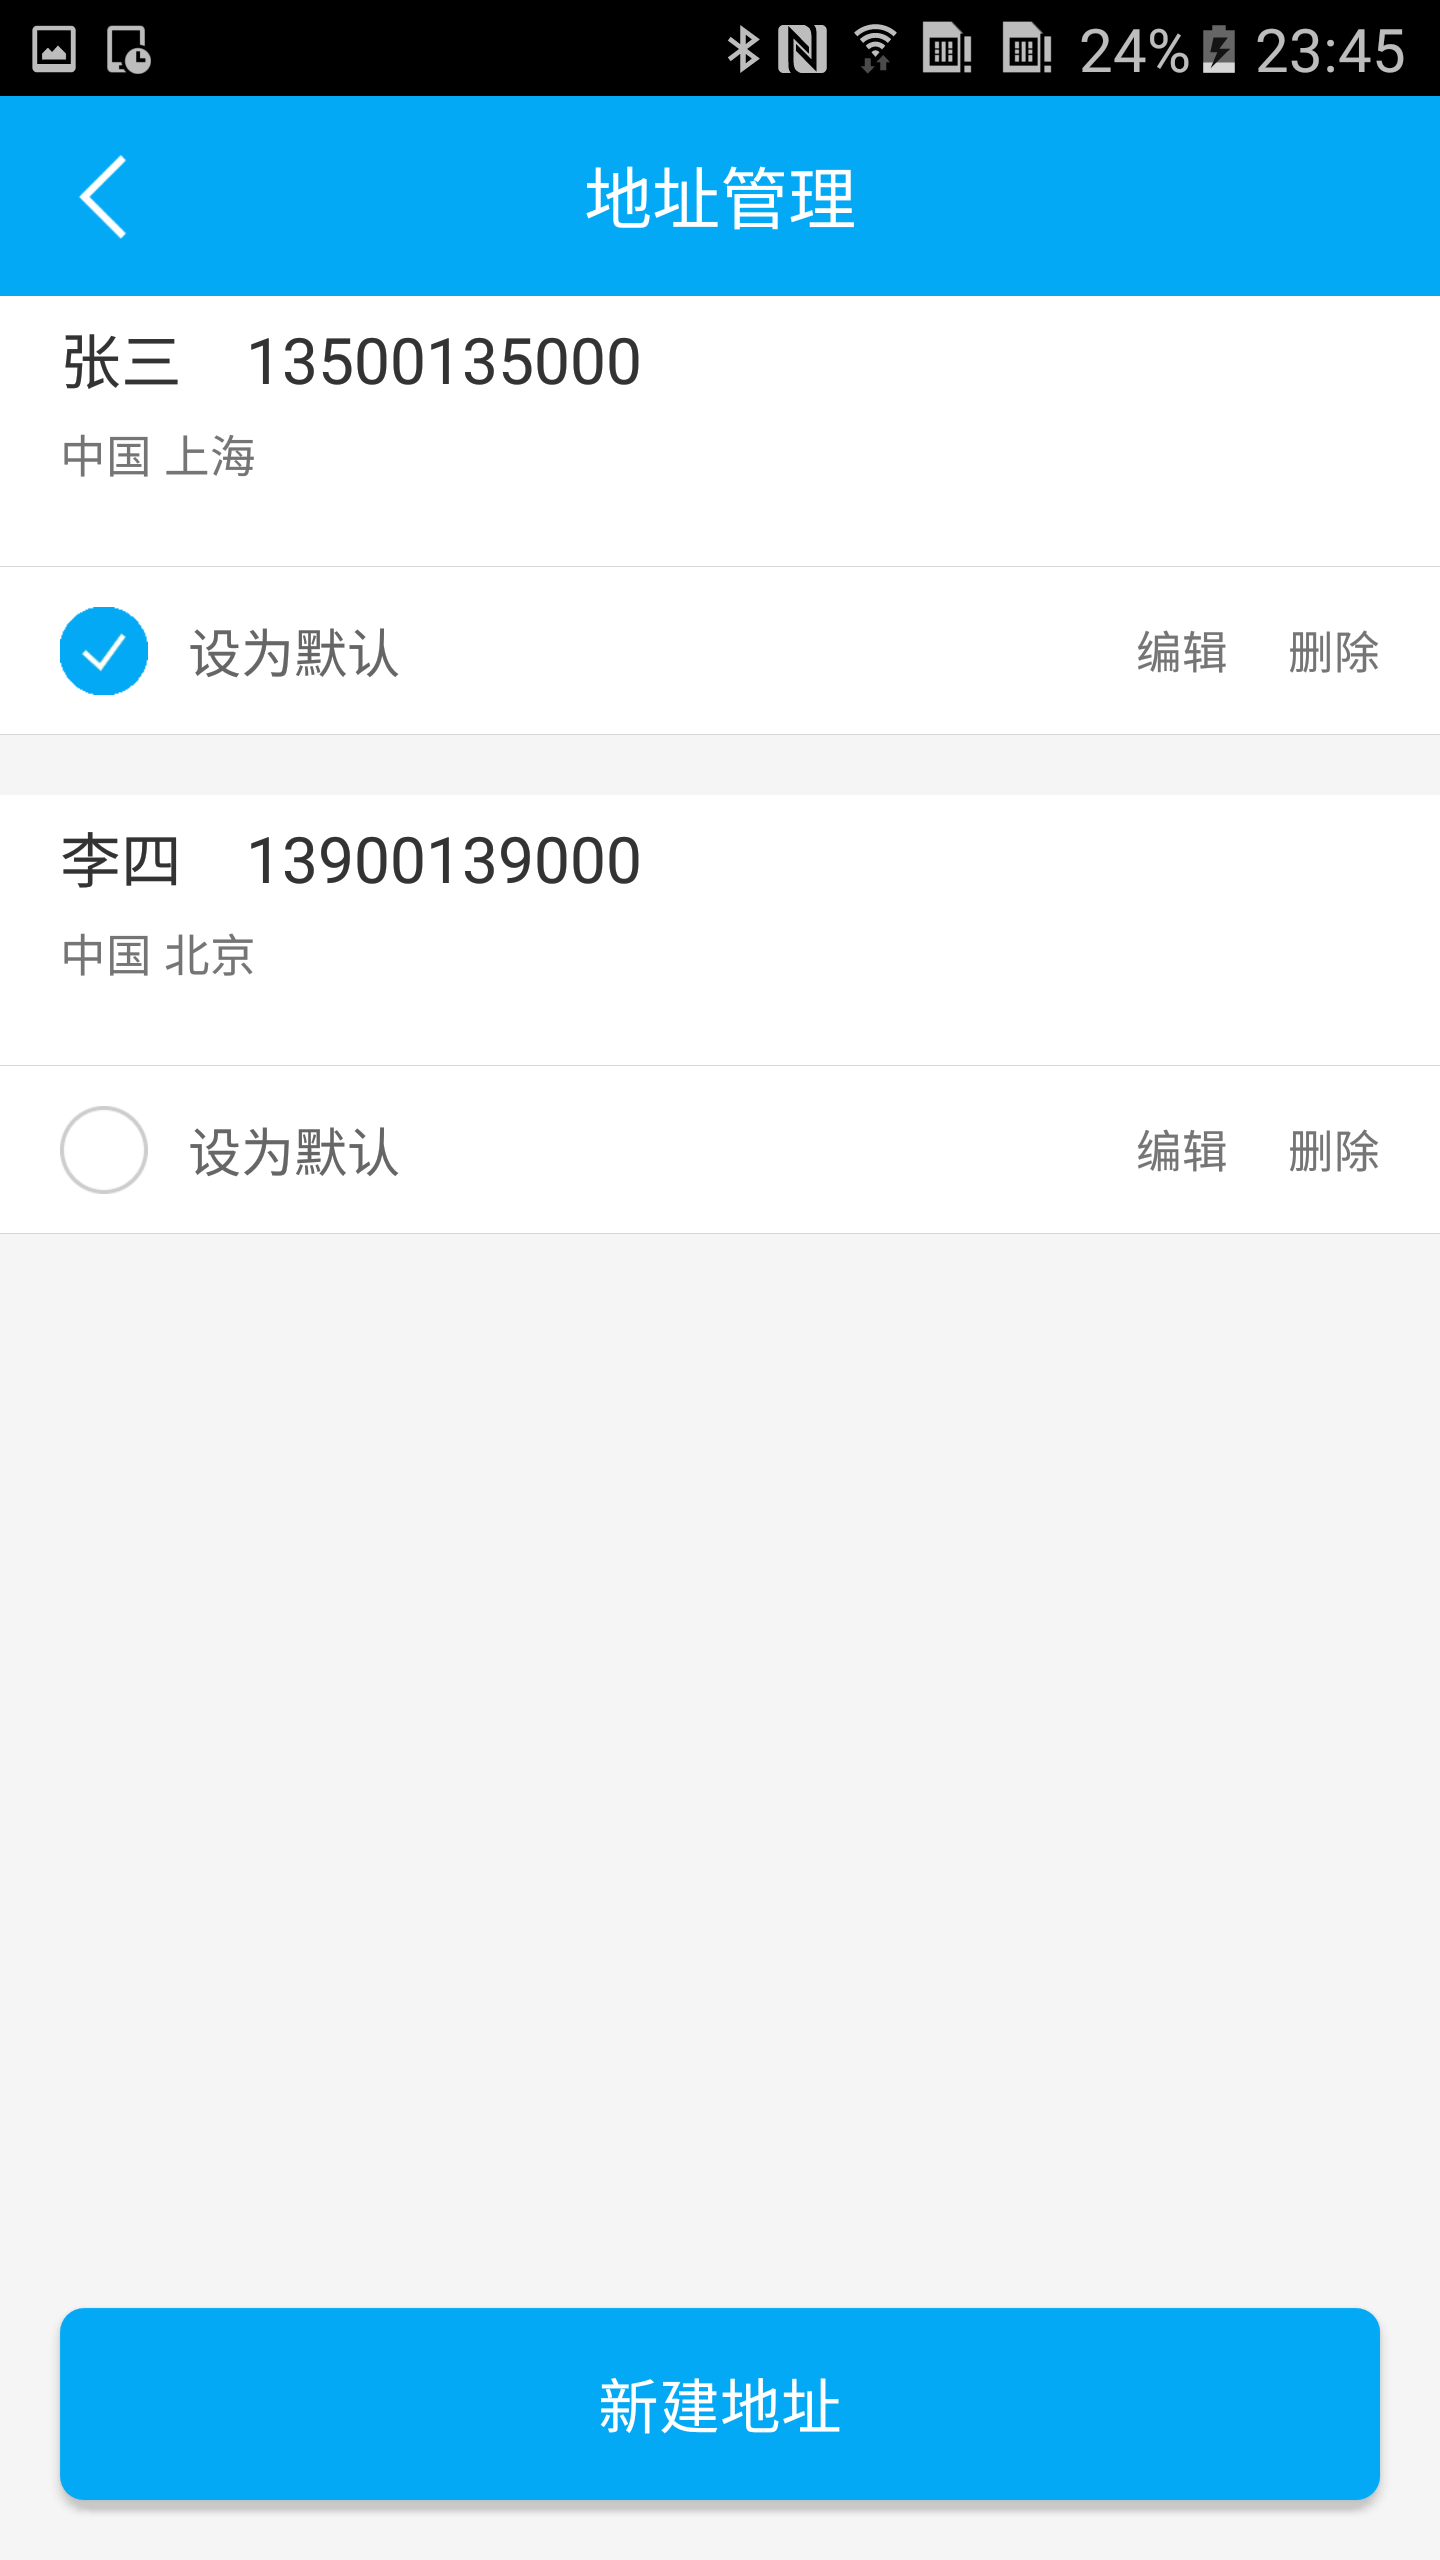 24% 23:45
地址管理
张三 13500135000
中国 上海
设为默认 编辑 删除
李四 13900139000
中国 北京
设为默认 编辑 删除
新建地址